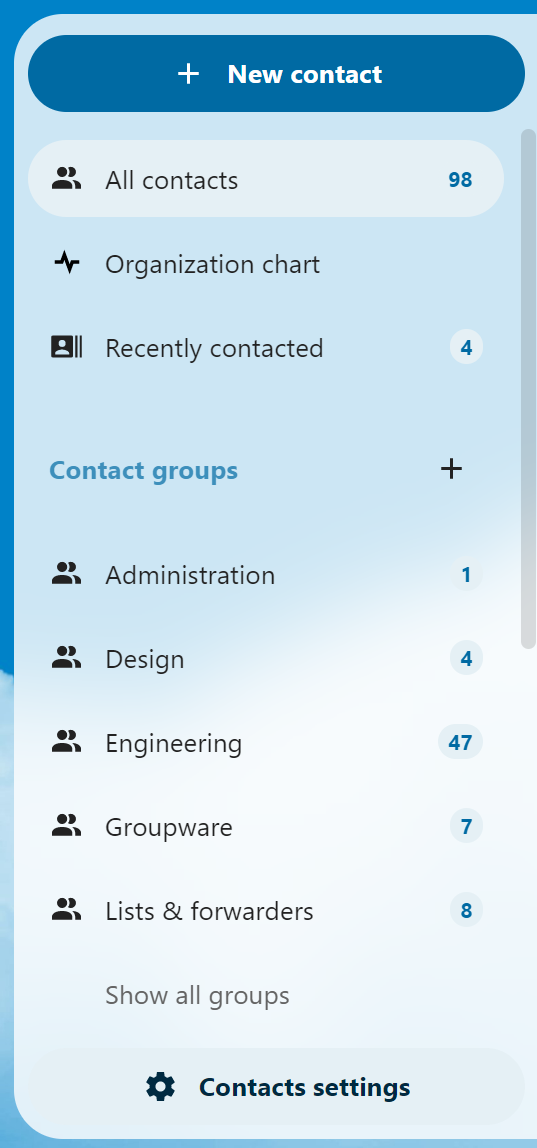 New contact
All contacts 98
Organization chart
Recently contacted 4
Contact groups
Administration 1
Design 4
Engineering 47
Groupware 7
Lists & forwarders 8
Show all groups
Contacts settings